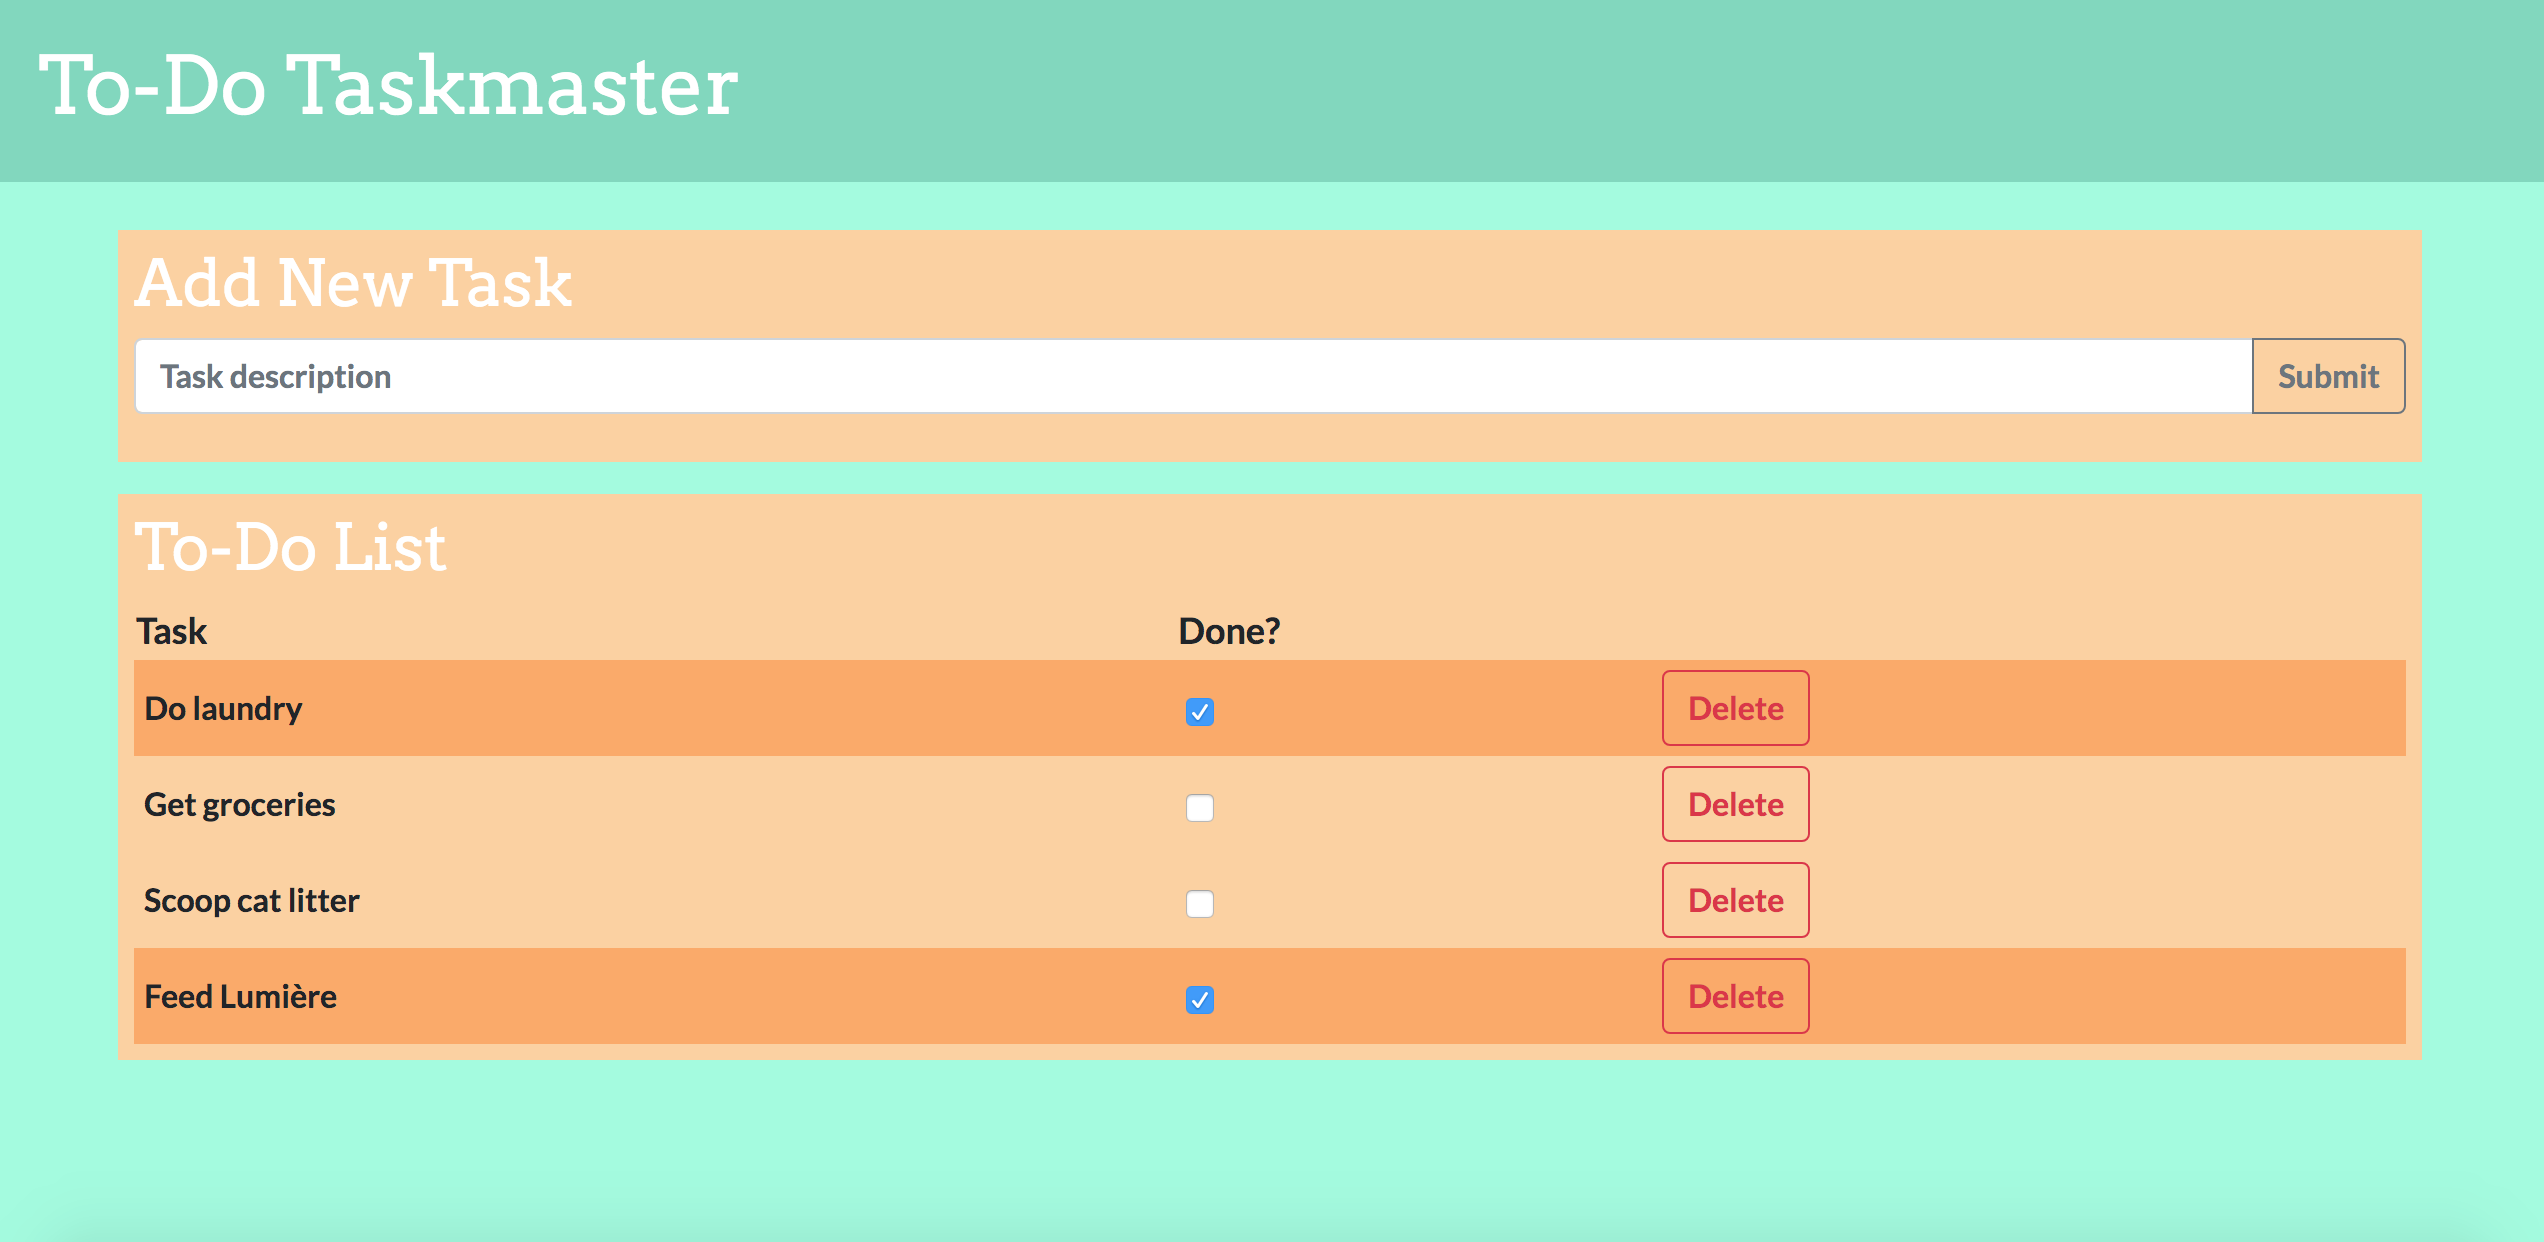 To-Do Taskmaster
Add New Task
Task description Submit
To-Do List
Task Done?
Do laundry Delete
Get groceries Delete
Scoop cat litter Delete
Feed Lumière Delete